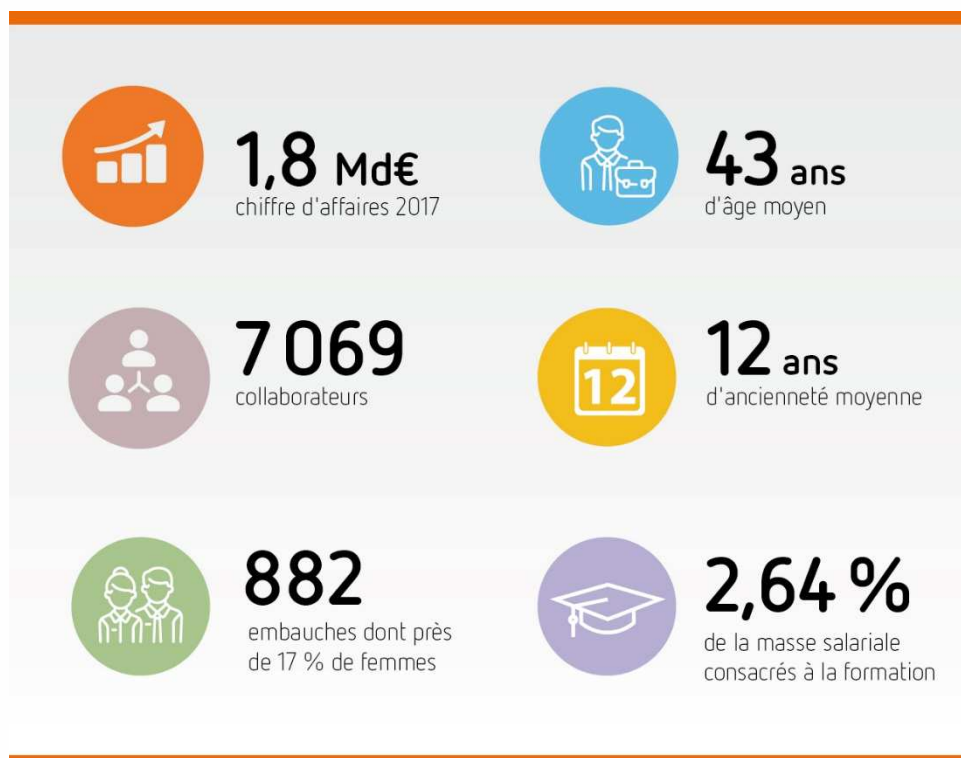 1,8 Md€
chiffre d'affaires 2017
43 ans
d'âge moyen
7 069
collaborateurs
12
12 ans
d'ancienneté moyenne
882
embauches dont près
de 17 % de femmes
2,64 %
de la masse salariale
consacrés à la formation